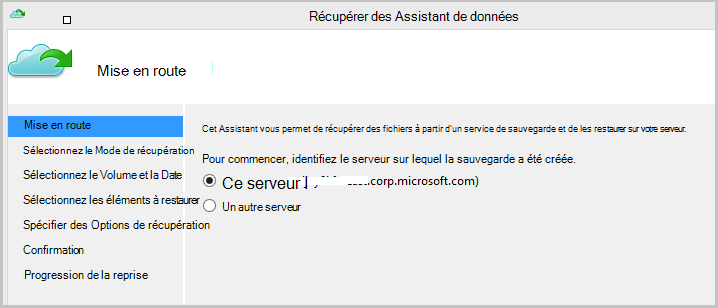 Récupérer des Assistant de données
Mise en route
Mise en route
Cet Assistant vous permet de récupérer des fichiers à partir d'un service de sauvegarde et de les restaurer sur votre serveur.
Sélectionnez le Mode de récupération
Pour commencer, identifiez le serveur sur lequel la sauvegarde a été créée.
Sélectionnez le Volume et la Date
Ce serveur corp.microsoft.com)
Sélectionnez les éléments à restaurer
Un autre serveur
Spécifier des Options de récupération
Confirmation
Progression de la reprise